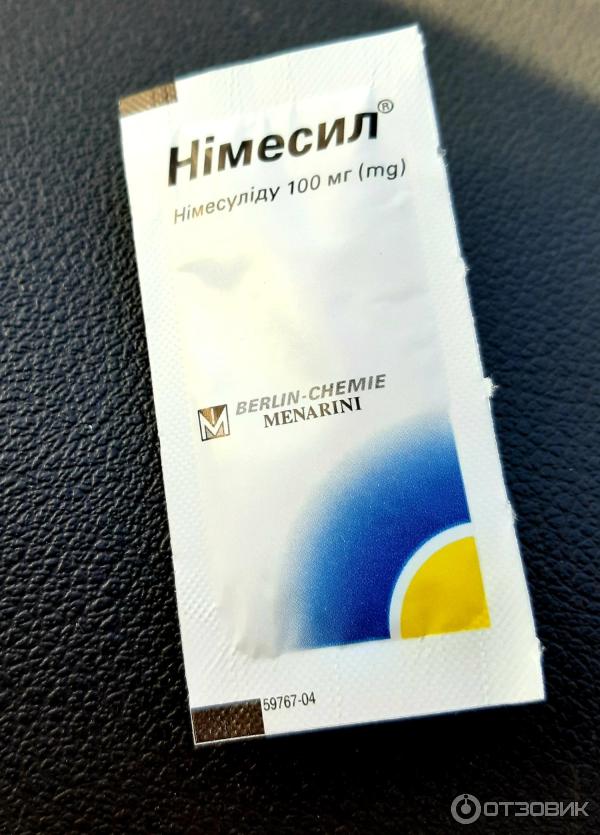 Німесил®
Німесуліду 100 мг (mg)
BERLIN-CHEMIE
MENARINI
59767-04
ОТЗОВИК